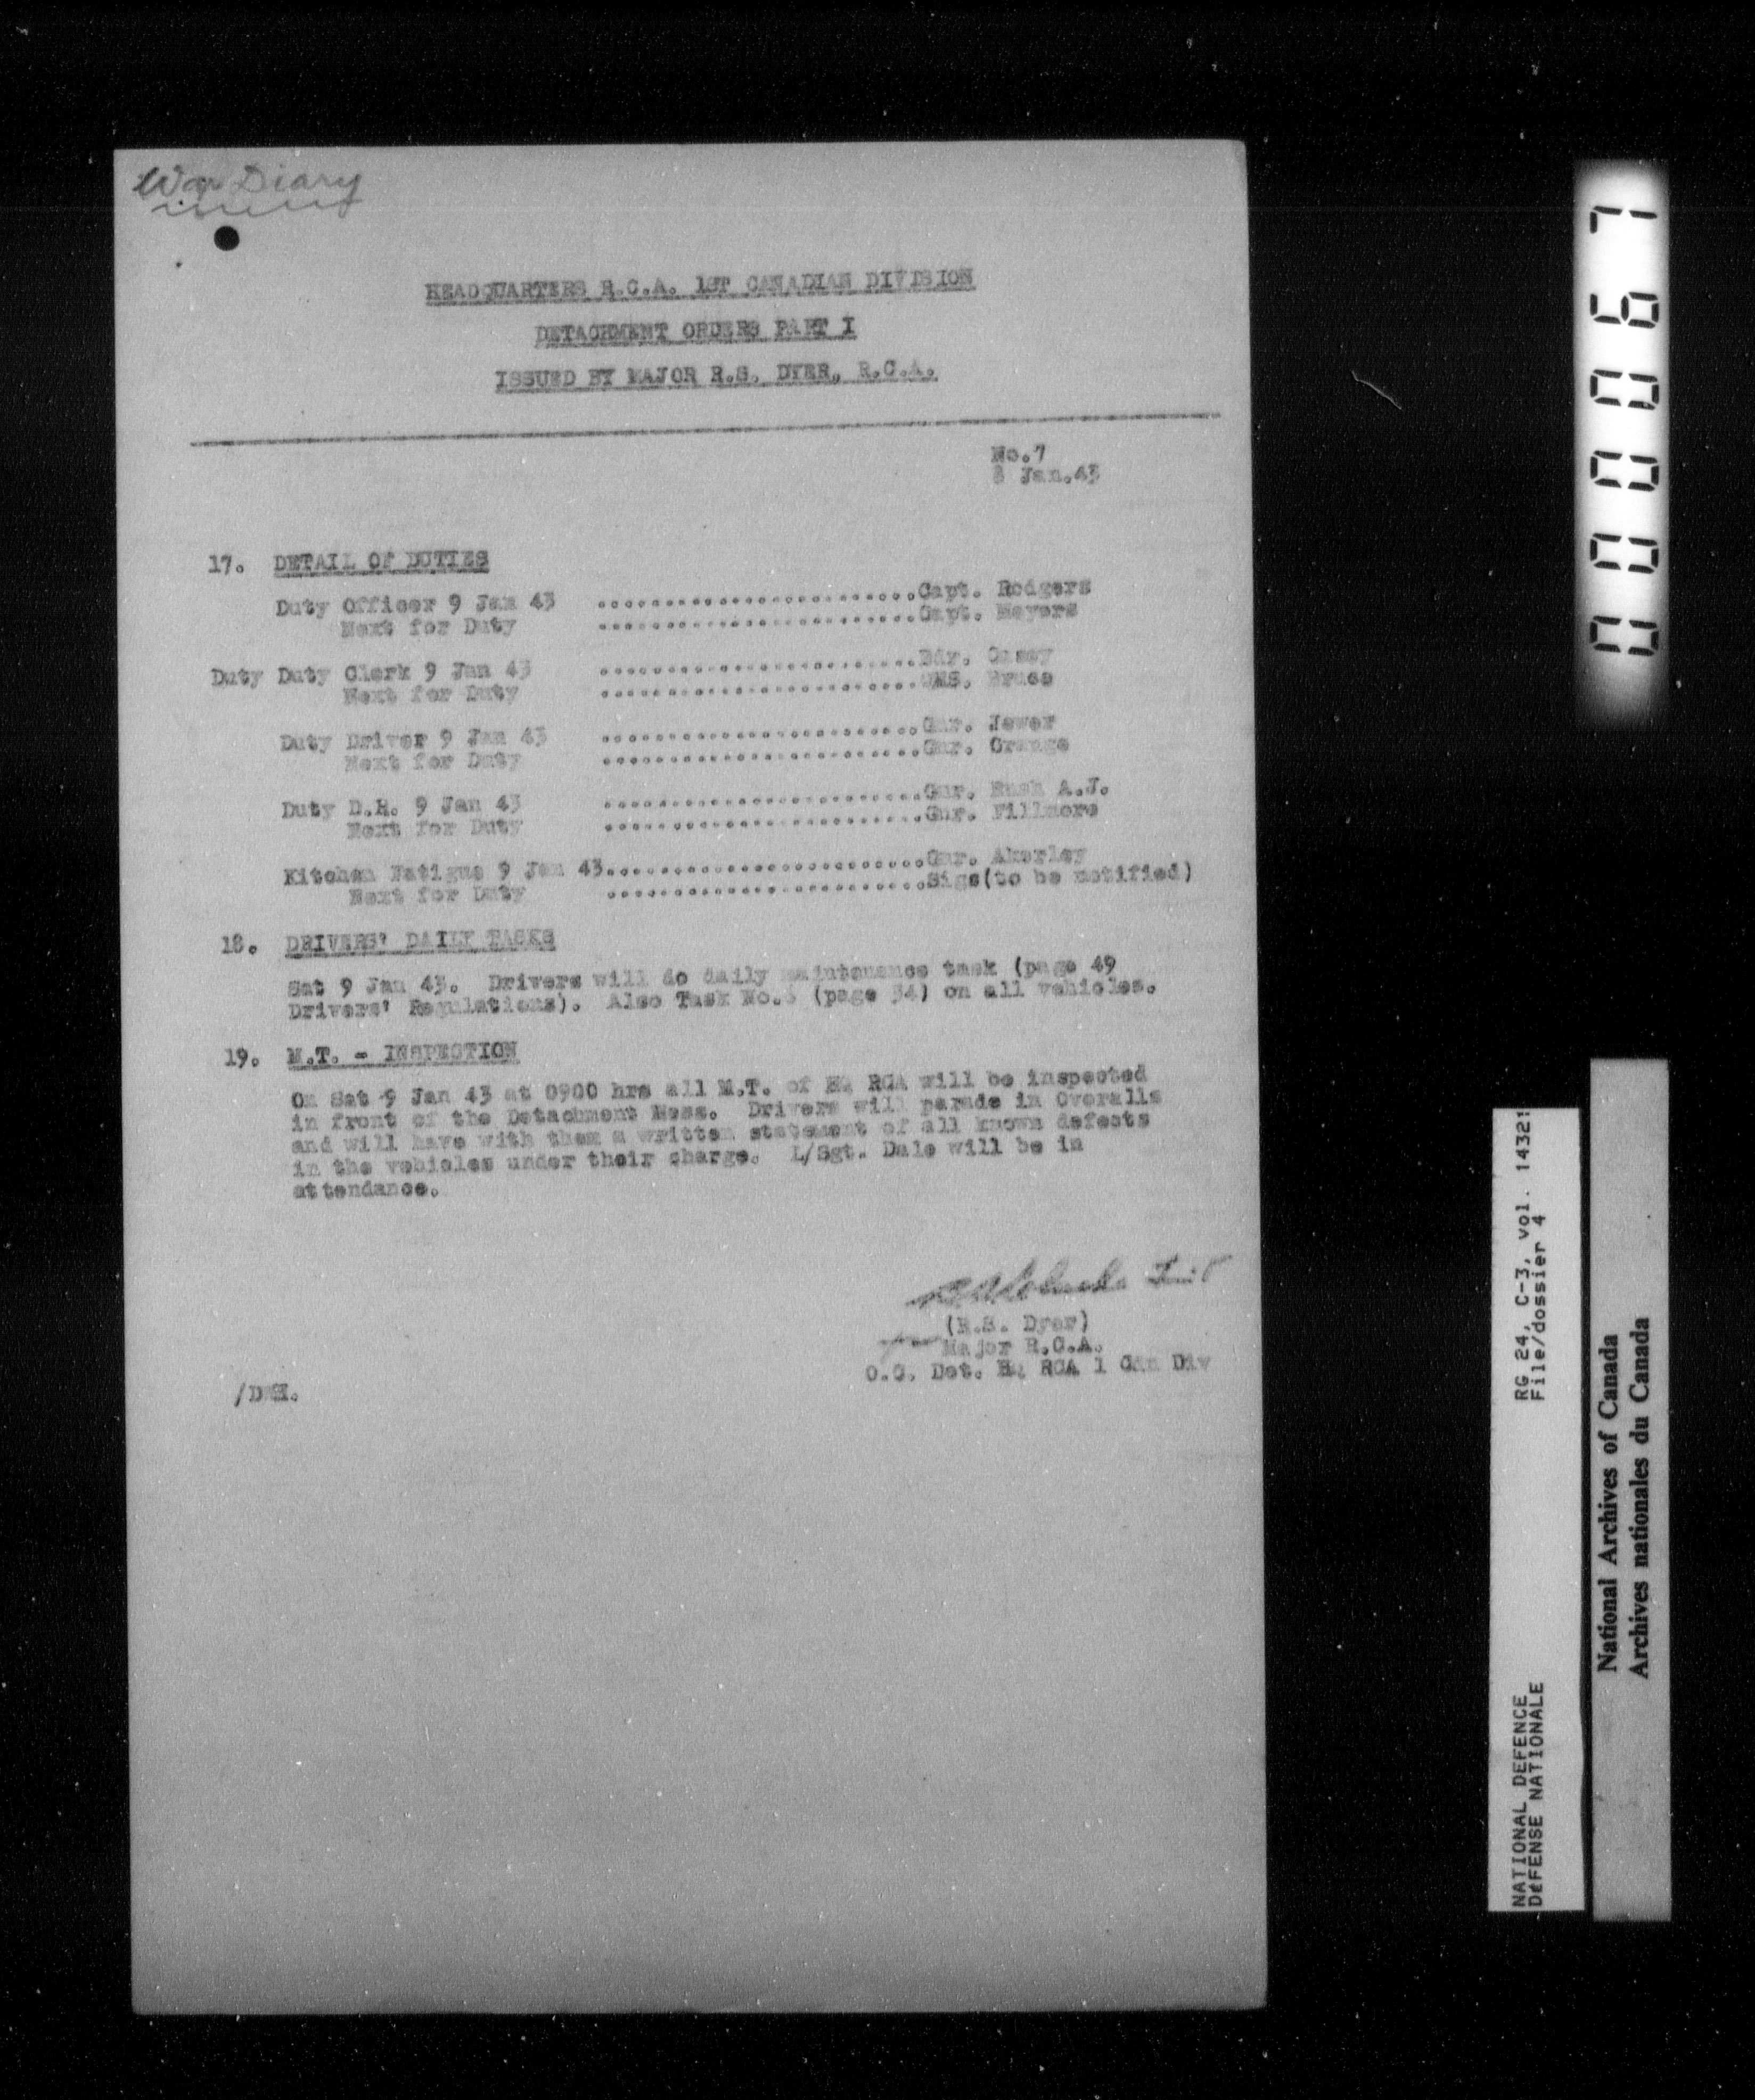 War Diary
HEADQUARTERS R.C.A. 1ST CANADIAN DIVISION
DETACHMENT ORDERS PART I
ISSUED BY MAJOR R.S. DYER, R.C.A.
No.7
8 Jan.43
17. DETAIL OF DUTIES
Duty Officer 9 Jan 43 ........................Capt. Rodgers
Next for Duty ........................Capt. Meyers
Duty Duty Clerk 9 Jan 43 ........................Bdr. Casey
Next for Duty ........................QMS. Bruce
Duty Driver 9 Jan 43 ........................Gnr. Jewer
Next for Duty ........................Gnr. Orange
Duty D.R. 9 Jan 43 ........................Gnr. Rush A.J.
Next for Duty ........................Gnr. Fillmore
Kitchen Fatigue 9 Jan 43........................Gnr. Akerley
Next for Duty ........................Sigs(to be notified)
18. DRIVERS' DAILY TASKS
Sat 9 Jan 43. Drivers will do daily maintenance task (page 49
Drivers' Regulations). Also Task No. (page 54) on all vehicles.
19. M.T. - INSPECTION
On Sat 9 Jan 43 at 0900 hrs all M.T. of HQ RCA will be inspected
in front of the Detachment Mess. Drivers will parade in Overalls
and will have with them a written statement of all known defects
in the vehicles under their charge. L/Sgt. Dale will be in
attendance.
(R.S. Dyer)
Major R.C.A.
O.C. Det. HQ RCA 1 Cdn Div
000067
RG 24, C-3, vol. 14321
File/dossier 4
NATIONAL DEFENCE
DÉFENSE NATIONALE
National Archives of Canada
Archives nationales du Canada